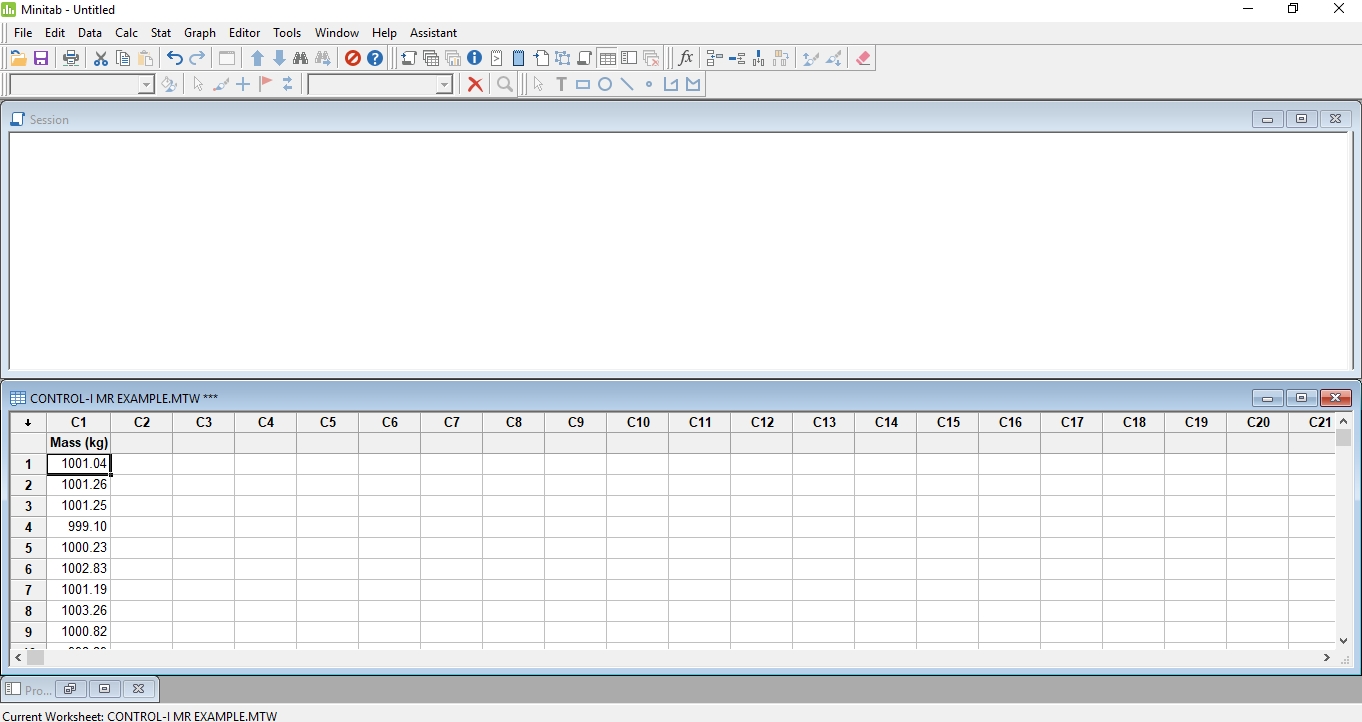 Minitab - Untitled
File Edit Data Calc Stat Graph Editor Tools Window Help Assistant
Session
CONTROL-I MR EXAMPLE.MTW ***
C1 C2 C3 C4 C5 C6 C7 C8 C9 C10 C11 C12 C13 C14 C15 C16 C17 C18 C19 C20 C21
Mass (kg)
1 1001.04
2 1001.26
3 1001.25
4 999.10
5 1000.23
6 1002.83
7 1001.19
8 1003.26
9 1000.82
Pro...
Current Worksheet: CONTROL-I MR EXAMPLE.MTW